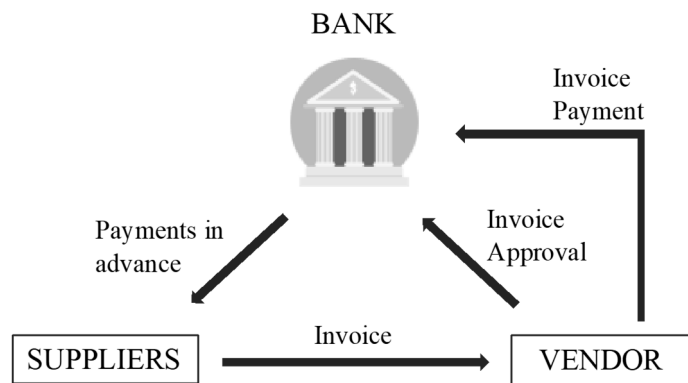 BANK
$
Invoice
Payment
Payments in
advance
Invoice
Approval
Invoice
SUPPLIERS
VENDOR